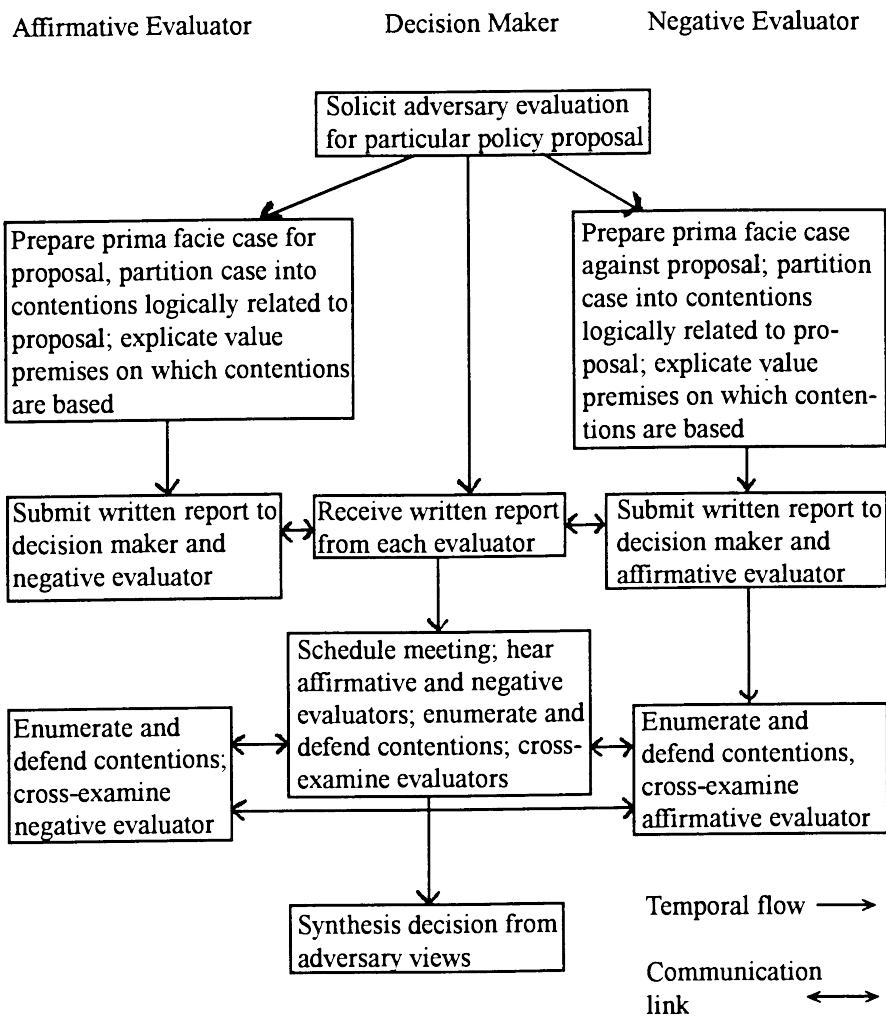 Affirmative Evaluator
Decision Maker
Negative Evaluator
Solicit adversary evaluation
for particular policy proposal
Prepare prima facie case for
proposal, partition case into
contentions logically related to
proposal; explicate value
premises on which contentions
are based
Prepare prima facie case
against proposal; partition
case into contentions
logically related to pro-
posal; explicate value
premises on which conten-
tions are based
Submit written report to
decision maker and
negative evaluator
Receive written report
from each evaluator
Submit written report to
decision maker and
affirmative evaluator
Schedule meeting; hear
affirmative and negative
evaluators; enumerate and
defend contentions; cross-
examine evaluators
Enumerate and
defend contentions;
cross-examine
negative evaluator
Enumerate and
defend contentions,
cross-examine
affirmative evaluator
Synthesis decision from
adversary views
Temporal flow
Communication
link